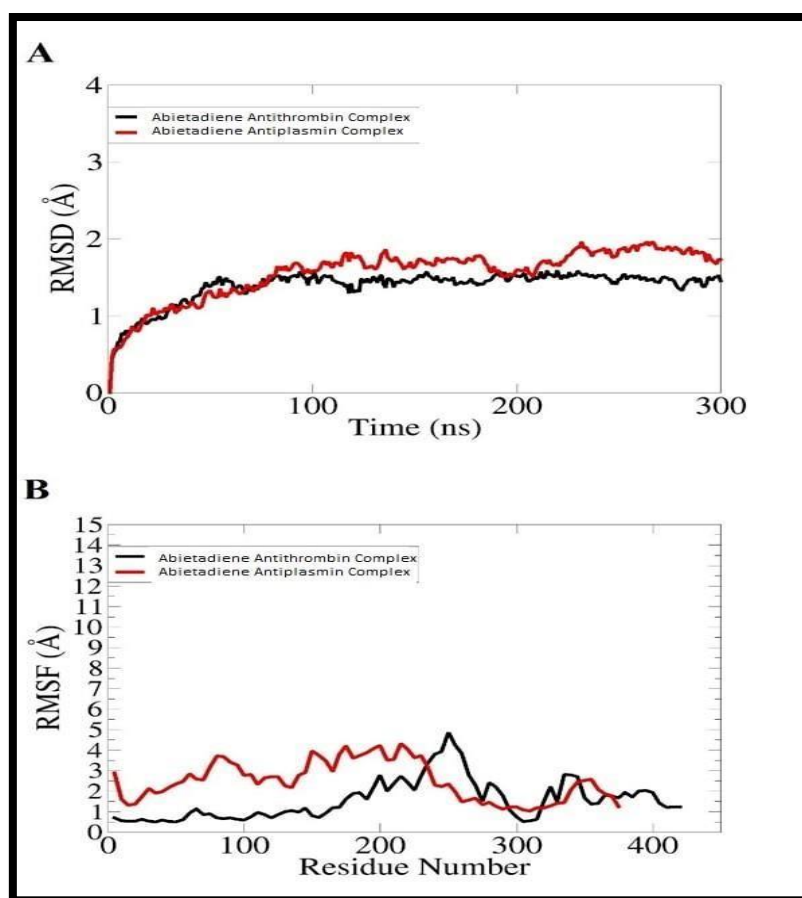 A
4
3
2
1
0
RMSD (Å)
Abietadiene Antithrombin Complex
Abietadiene Antiplasmin Complex
0 100 200 300
Time (ns)
B
15
14
13
12
11
10
9
8
7
6
5
4
3
2
1
0
RMSF (Å)
Abietadiene Antithrombin Complex
Abietadiene Antiplasmin Complex
0 100 200 300 400
Residue Number